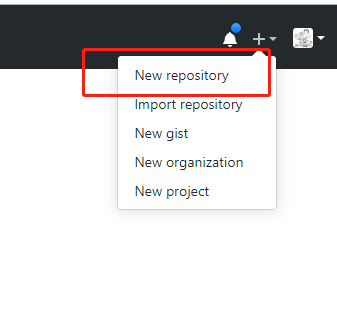 New repository
Import repository
New gist
New organization
New project